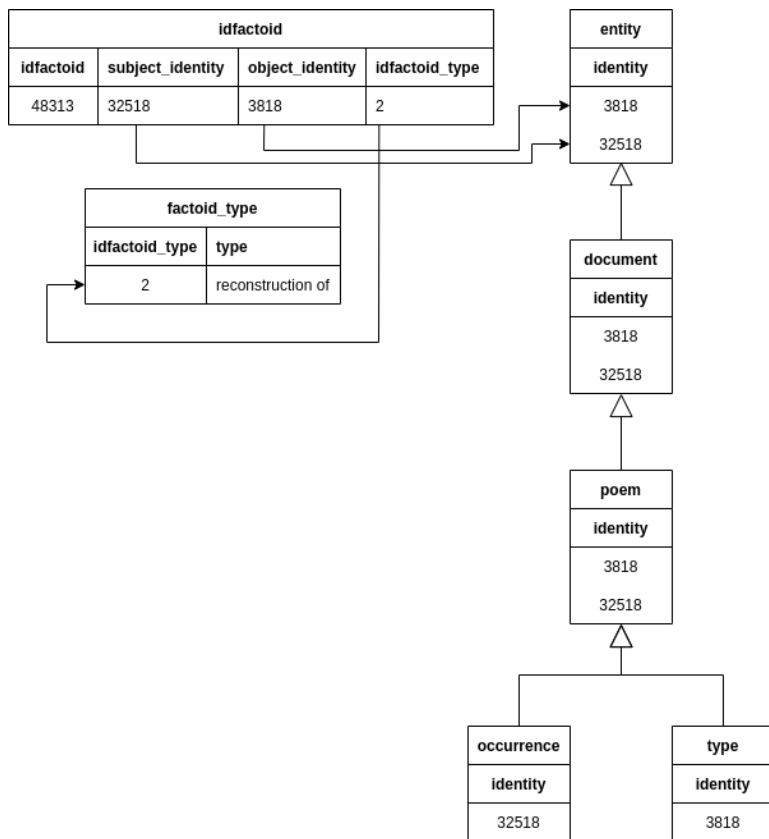 idfactoid
idfactoid subject_identity object_identity idfactoid_type
48313 32518 3818 2
entity
identity
3818
32518
factoid_type
idfactoid_type type
2 reconstruction of
document
identity
3818
32518
poem
identity
3818
32518
occurrence
identity
32518
type
identity
3818